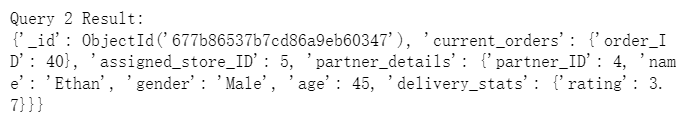 Query 2 Result:
{'_id': ObjectId('677b86537b7cd86a9eb60347'), 'current_orders': {'order_I
D': 40}, 'assigned_store_ID': 5, 'partner_details': {'partner_ID': 4, 'nam
e': 'Ethan', 'gender': 'Male', 'age': 45, 'delivery_stats': {'rating': 3.
7}}}